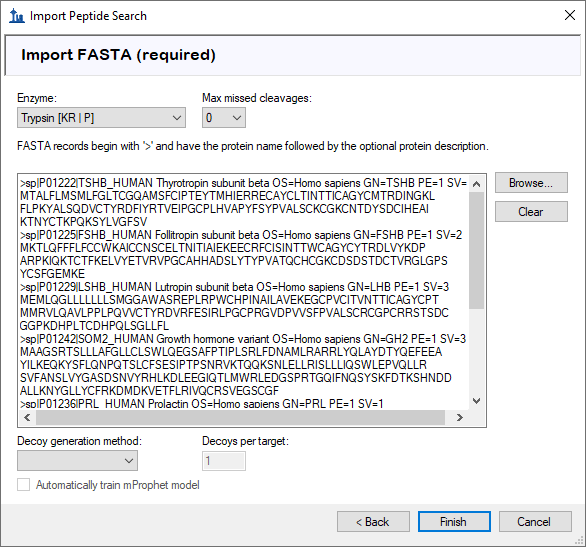 Import Peptide Search
Import FASTA (required)
Enzyme:
Max missed cleavages:
Trypsin [KR | P]
0
FASTA records begin with '>' and have the protein name followed by the optional protein description.
>sp|P01222|TSHB_HUMAN Thyrotropin subunit beta OS=Homo sapiens GN=TSHB PE=1 SV=
MTALFLMSMLFGLTCGQAMSFCIPTEYTMHIERRECAYCLTINTTICAGYCMTRDINGKL
FLPKYALSQDVCTYRDFIYRTVEIPGCPLHVAPYFSYPVALSCKCGKCNTDYSDCIHEAI
KTNYCTKPQKSYLVGFSV
>sp|P01225|FSHB_HUMAN Follitropin subunit beta OS=Homo sapiens GN=FSHB PE=1 SV=2
MKTLQFFFLFCCWKAICCNSCELTNITIAIEKEECRFCISINTTWCAGYCYTRDLVYKDP
ARPKIQKTCTFKELVYETVRVPGCAHHADSLYTYPVATQCHCGKCDSDSTDCTVRGLGPS
YCSFGEMKE
>sp|P01229|LSHB_HUMAN Lutropin subunit beta OS=Homo sapiens GN=LHB PE=1 SV=3
MEMLQGLLLLLLLSMGGAWASREPLRPWCHPINAILAVEKEGCPVCITVNTTICAGYCPT
MMRVLQAVLPPLPQVVCTYRDVRFESIRLPGCPRGVDPVVSFPVALSCRCGPCRRSTSDC
GGPKDHPLTCDHPQLSGLLFL
>sp|P01242|SOM2_HUMAN Growth hormone variant OS=Homo sapiens GN=GH2 PE=1 SV=3
MAAGSRTSLLLAFGLLCLSWLQEGSAFPTIPLSRLFDNAMLRARRLYQLAYDTYQEFEEA
YILKEQKYSFLQNPQTSLCFSESIPTPSNRVKTQQKSNLELLRISLLLIQSWLEPVQLLR
SVFANSLVYGASDSNVYRHLKDLEEGIQTLMWRLEDGSPRTGQIFNQSYSKFDTKSHNDD
ALLKNYGLLYCFRKDMDKVETFLRIVQCRSVEGSCGF
>sp|P01236|PRL_HUMAN Prolactin OS=Homo sapiens GN=PRL PE=1 SV=1
Browse...
Clear
Decoy generation method:
Decoys per target:
1
Automatically train mProphet model
< Back
Finish
Cancel